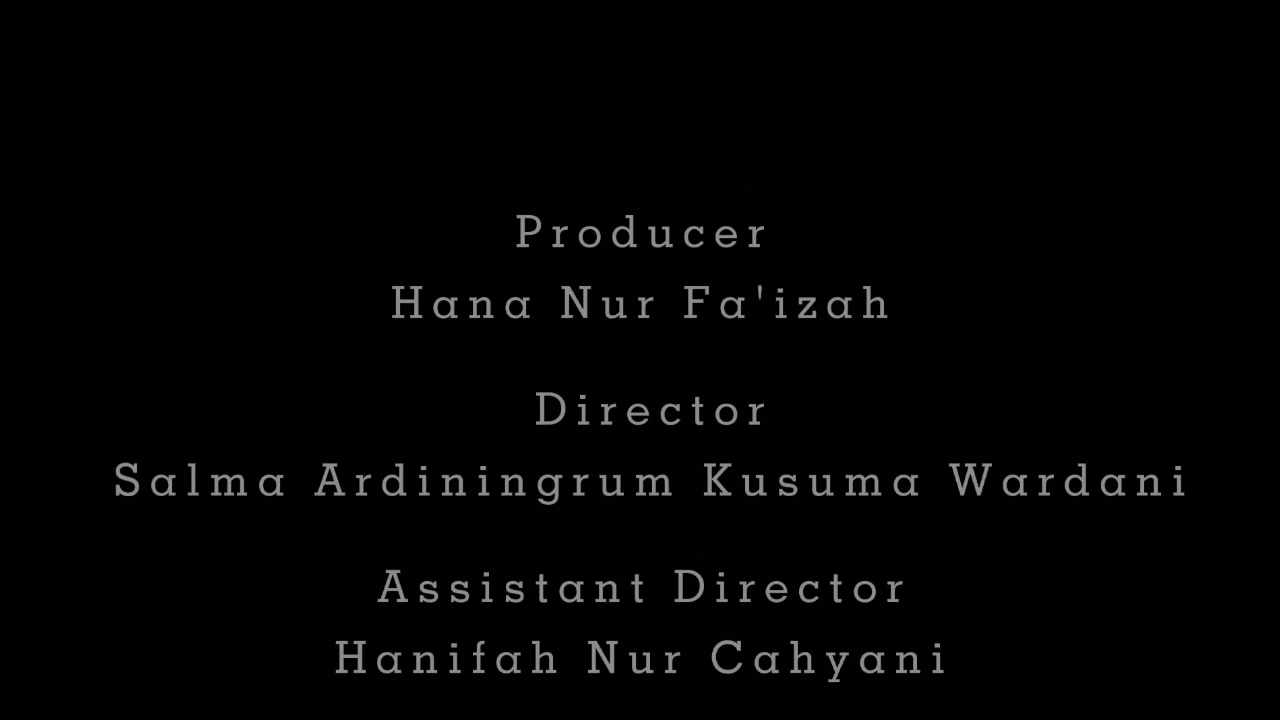 Producer
Hana Nur Fa'izah
Director
Salma Ardiningrum Kusuma Wardani
Assistant Director
Hanifah Nur Cahyani